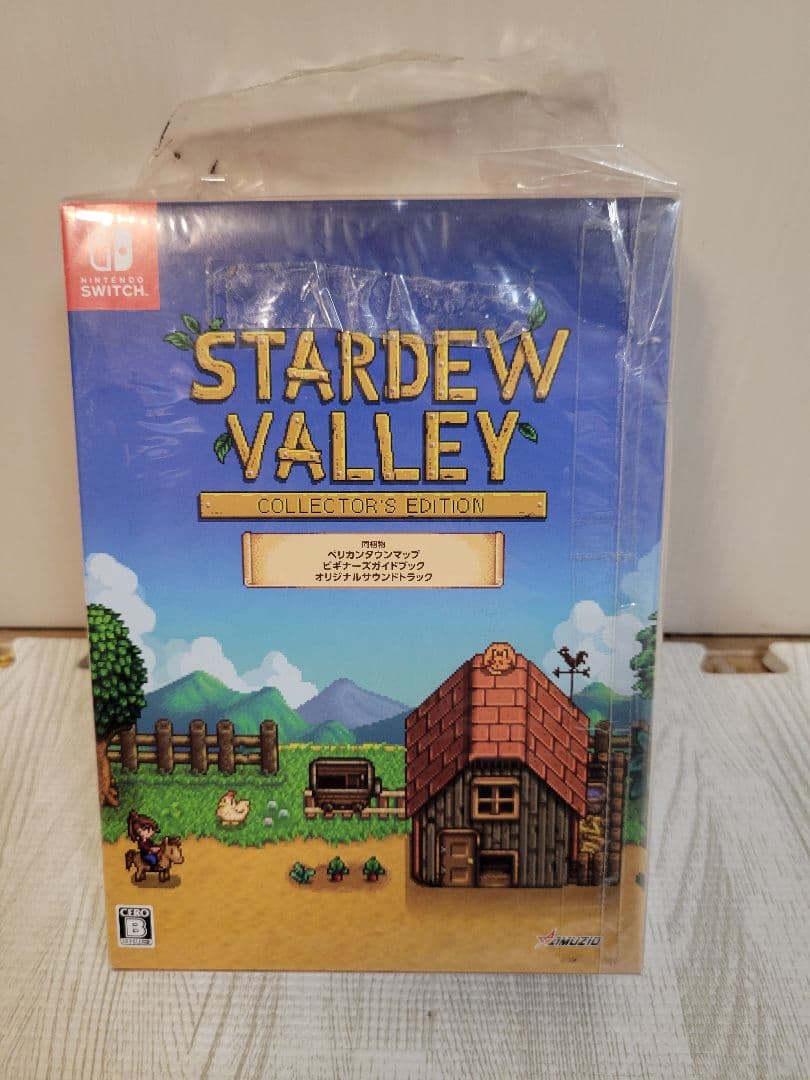 NINTENDO
SWITCH™
STARDEW
VALLEY
COLLECTOR'S EDITION
同梱物
ペリカンタウンマップ
ビギナーズガイドブック
オリジナルサウンドトラック
CERO
B
AMUZIO